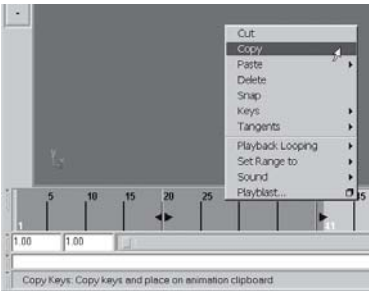 Cut
Copy
Paste
Delete
Snap
Keys
Tangents
Playback Looping
Set Range to
Sound
Playblast...
5 10 15 20 25
1
1.00 1.00
Copy Keys: Copy keys and place on animation clipboard